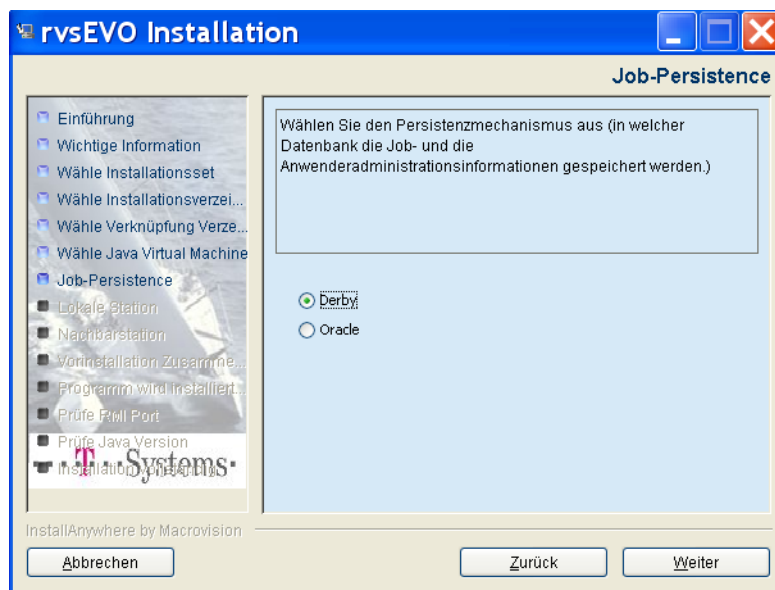 rvsEVO Installation
Job-Persistence
Einführung
Wichtige Information
Wähle Installationsset
Wähle Installationsverzei...
Wähle Verknüpfung Verze...
Wähle Java Virtual Machine
Job-Persistence
Lokale Station
Nachbarstation
Vorinstallation Zusamme...
Programm wird installiert...
Prüfe RMI Port
Prüfe Java Version
Installation vollständig
T Systems
Wählen Sie den Persistenzmechanismus aus (in welcher
Datenbank die Job- und die
Anwenderadministrationsinformationen gespeichert werden.)
Derby
Oracle
InstallAnywhere by Macrovision
Abbrechen
Zurück
Weiter